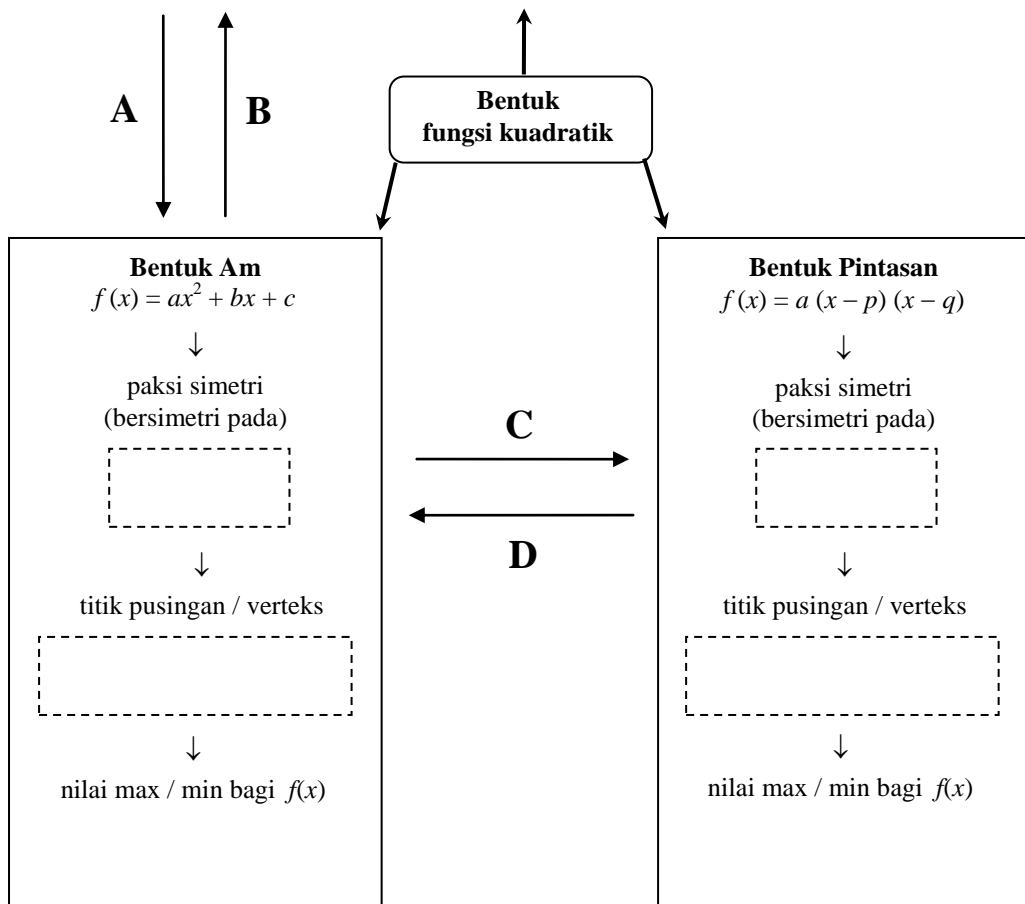 A
B
Bentuk
fungsi kuadratik
Bentuk Am
f (x) = ax² + bx + c
↓
paksi simetri
(bersimetri pada)
↓
titik pusingan / verteks
↓
nilai max / min bagi f(x)
C
D
Bentuk Pintasan
f (x) = a (x – p) (x – q)
↓
paksi simetri
(bersimetri pada)
↓
titik pusingan / verteks
↓
nilai max / min bagi f(x)